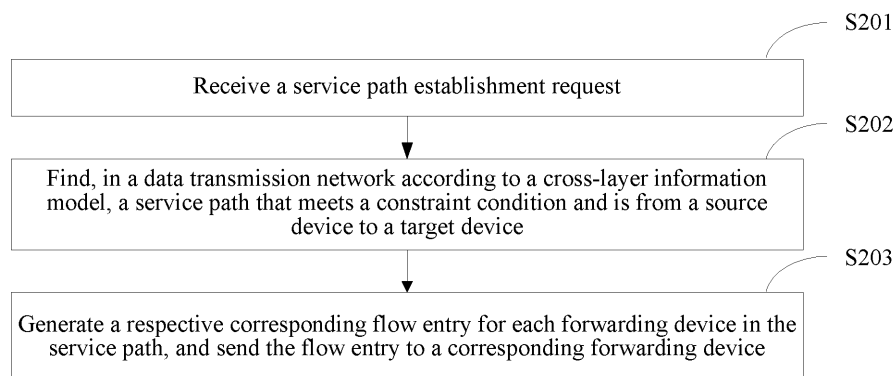 S201
Receive a service path establishment request
S202
Find, in a data transmission network according to a cross-layer information
model, a service path that meets a constraint condition and is from a source
device to a target device
S203
Generate a respective corresponding flow entry for each forwarding device in the
service path, and send the flow entry to a corresponding forwarding device